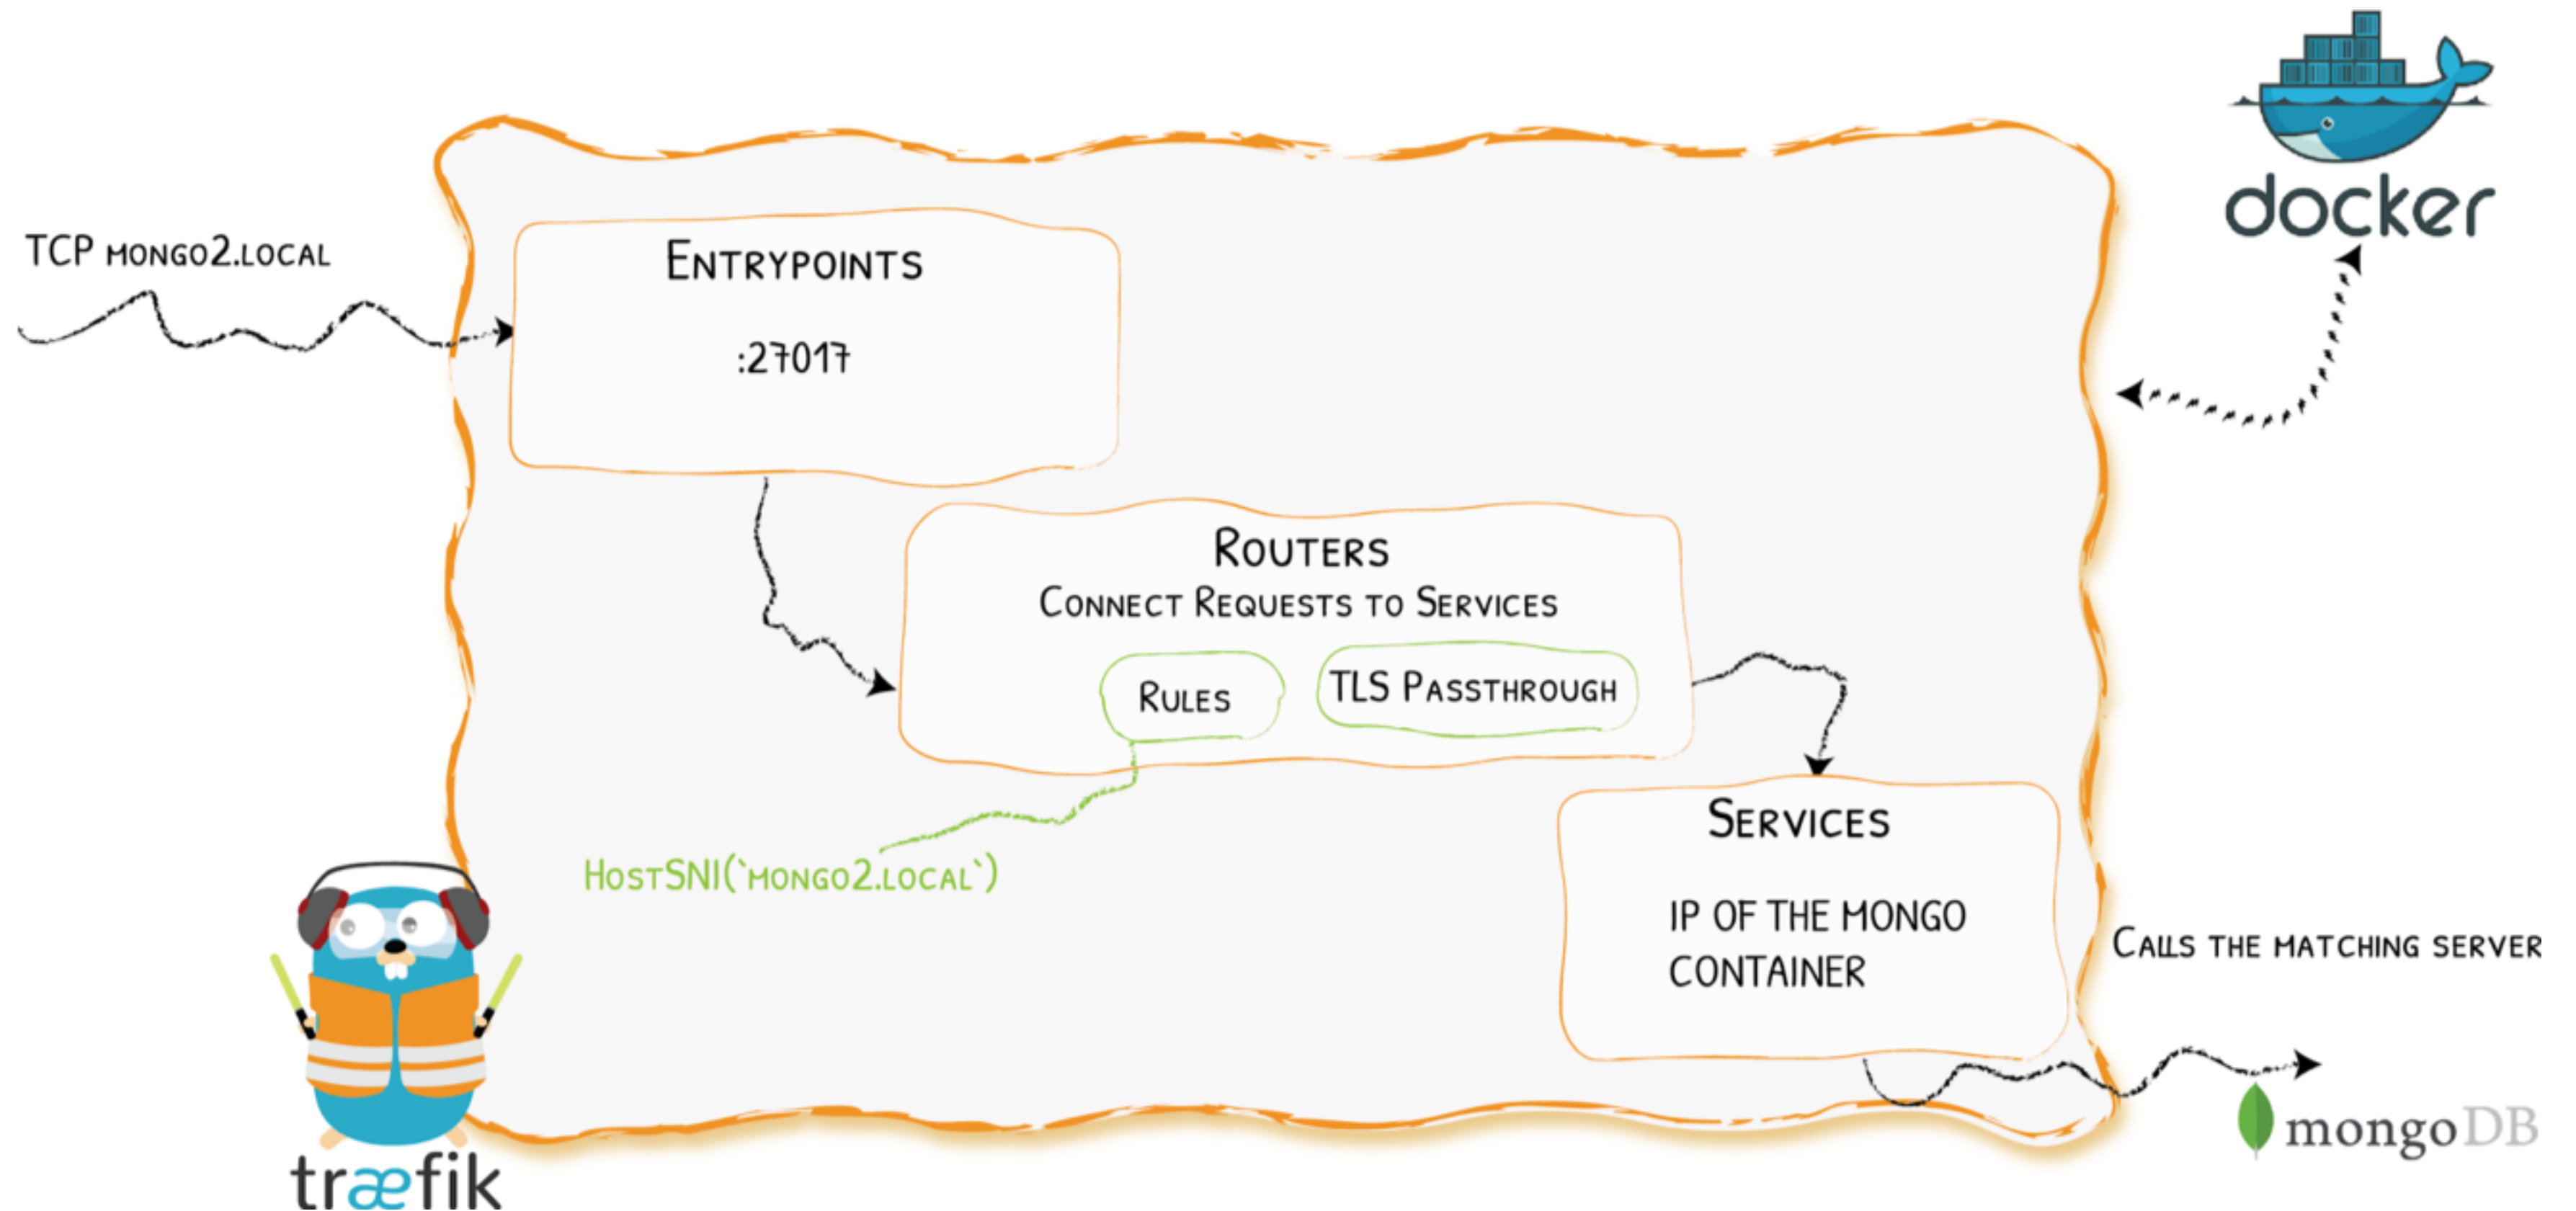 docker
TCP MONGO2.LOCAL
ENTRYPOINTS
:27017
ROUTERS
CONNECT REQUESTS TO SERVICES
RULES
TLS PASSTHROUGH
HOSTSNI(`MONGO2.LOCAL`)
SERVICES
IP OF THE MONGO
CONTAINER
CALLS THE MATCHING SERVER
mongoDB
træfik